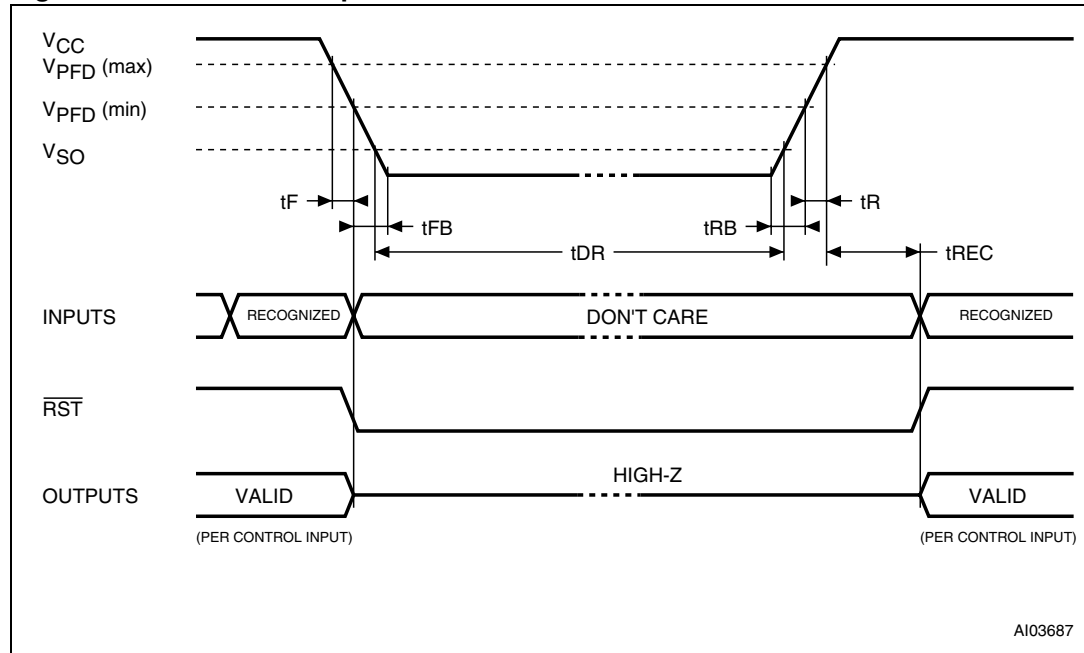 VCC
VPFD (max)
VPFD (min)
VSO
tF
tR
tFB
tRB
tDR
tREC
INPUTS
RECOGNIZED
DON'T CARE
RECOGNIZED
RST
HIGH-Z
OUTPUTS
VALID
VALID
(PER CONTROL INPUT)
(PER CONTROL INPUT)
AI03687